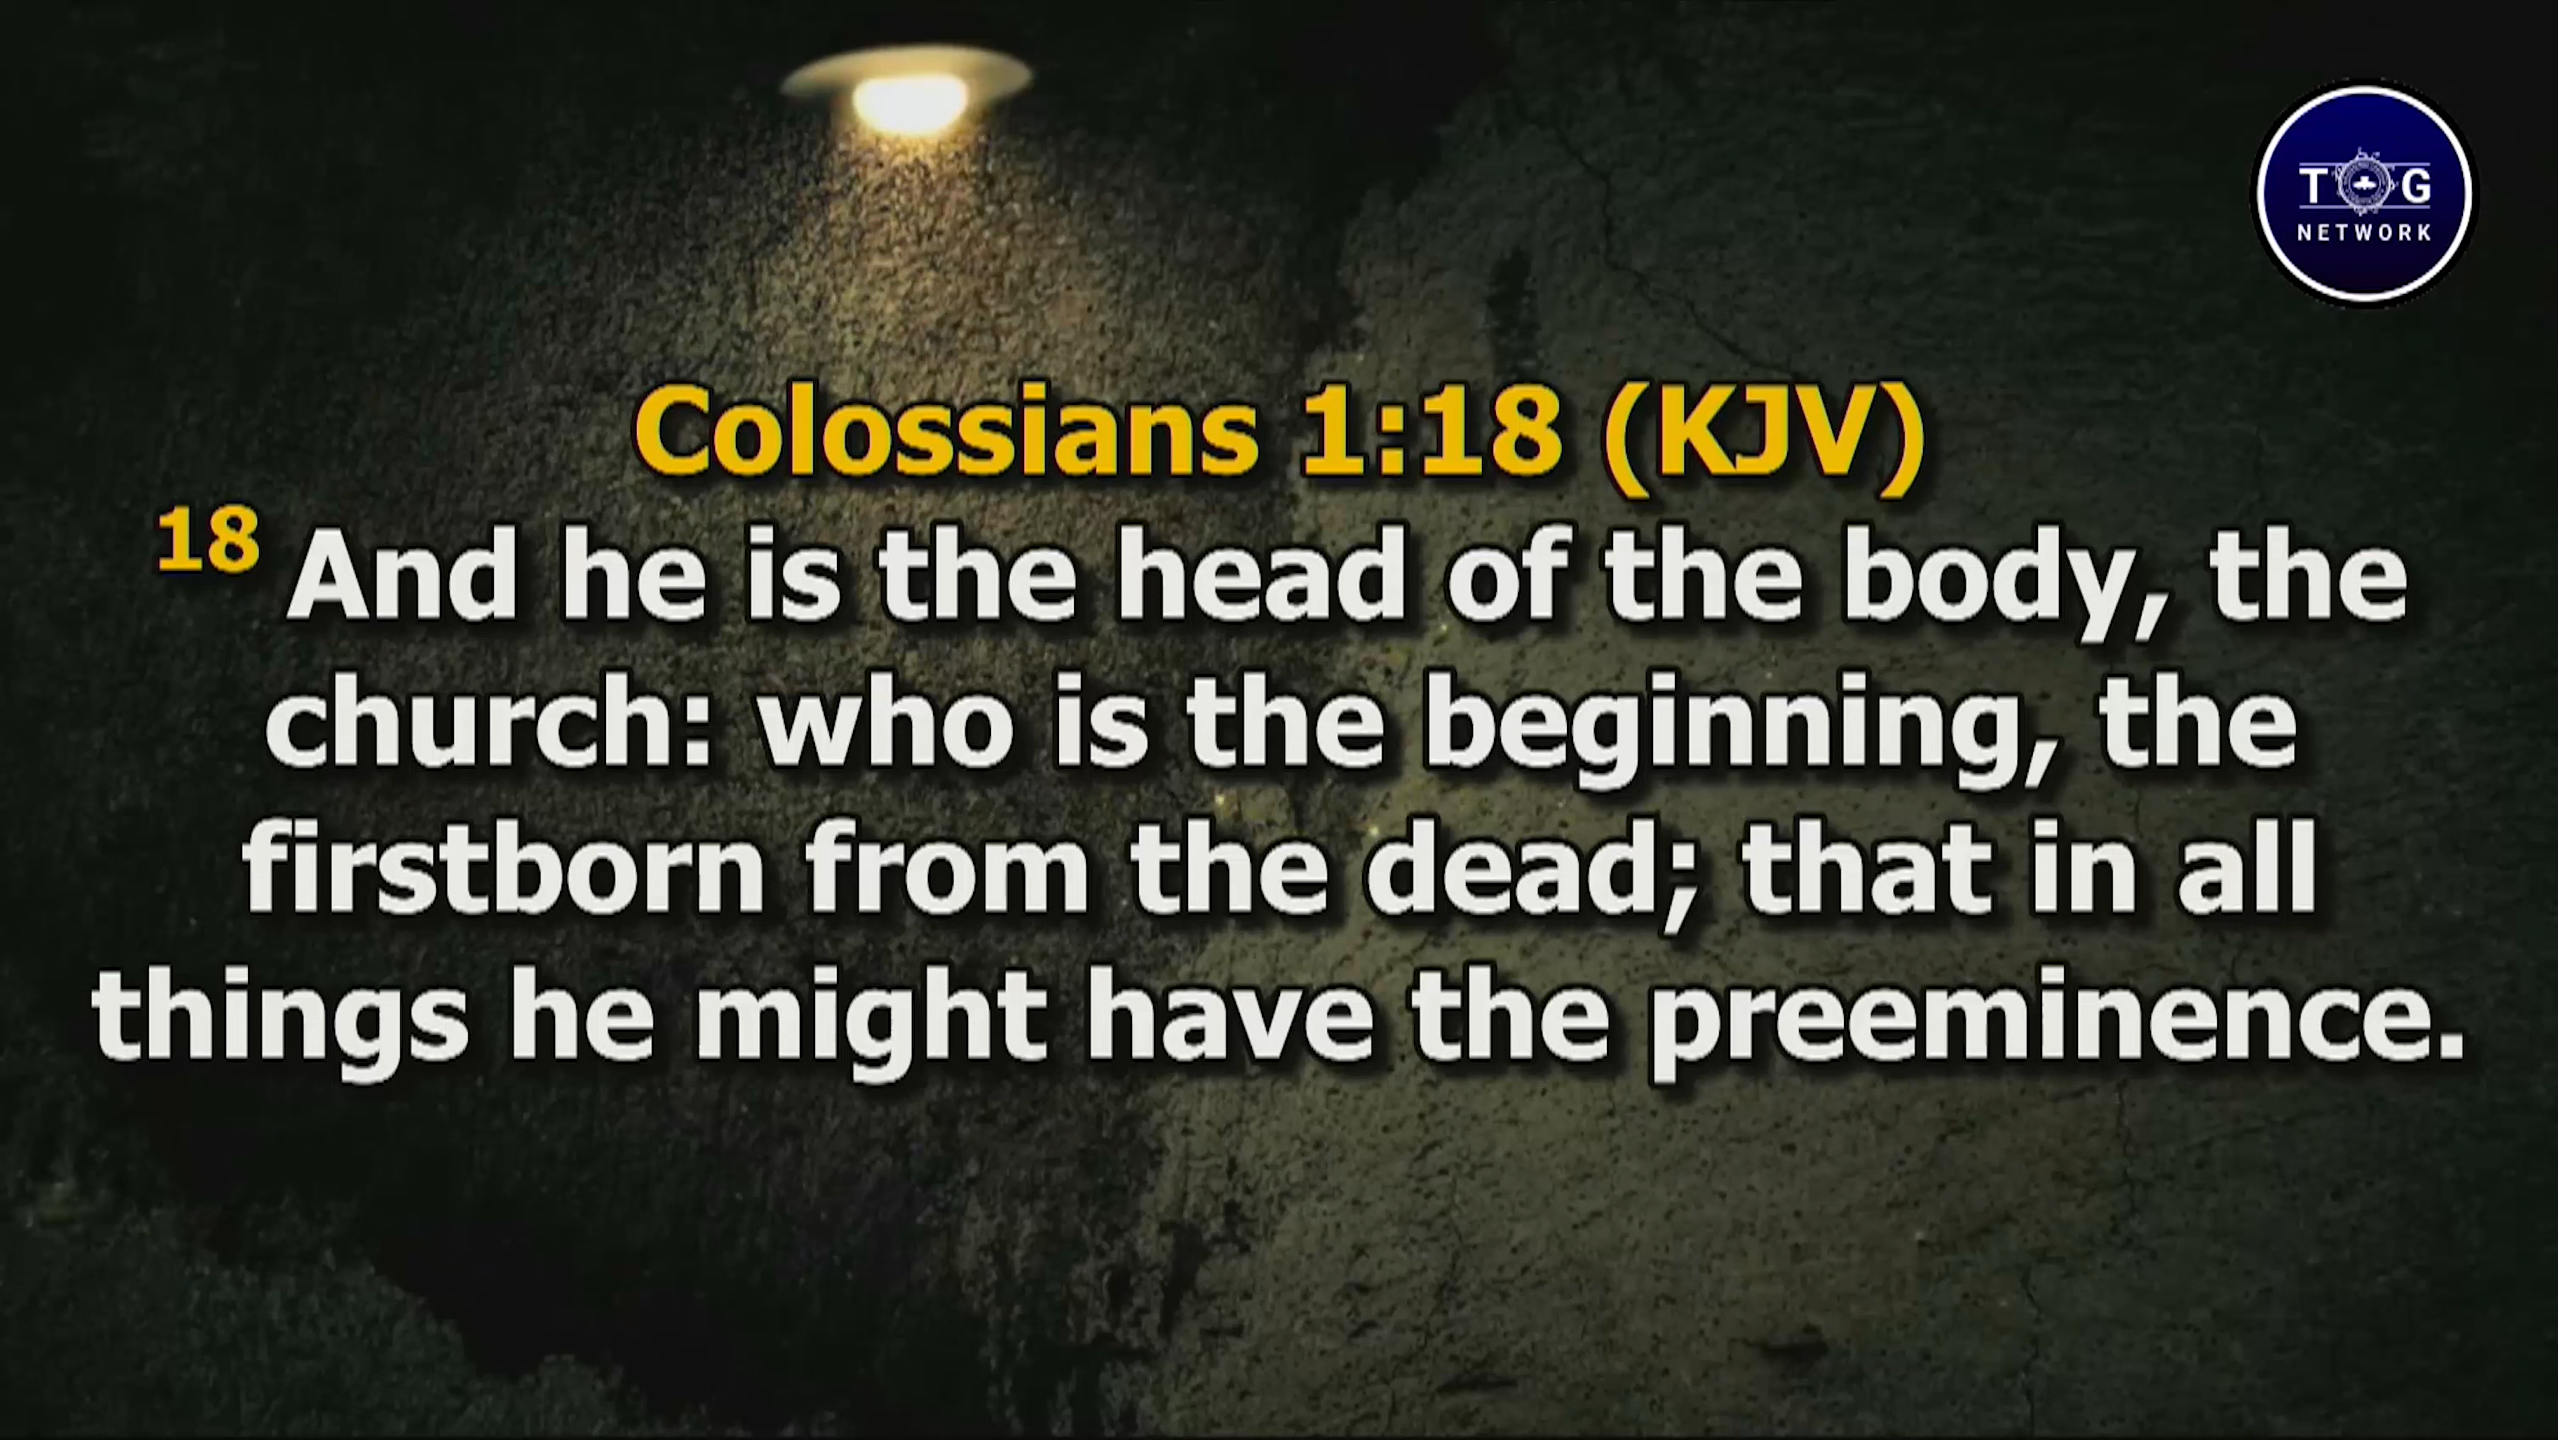 T G
NETWORK
Colossians 1:18 (KJV)
18 And he is the head of the body, the
church: who is the beginning, the
firstborn from the dead; that in all
things he might have the preeminence.